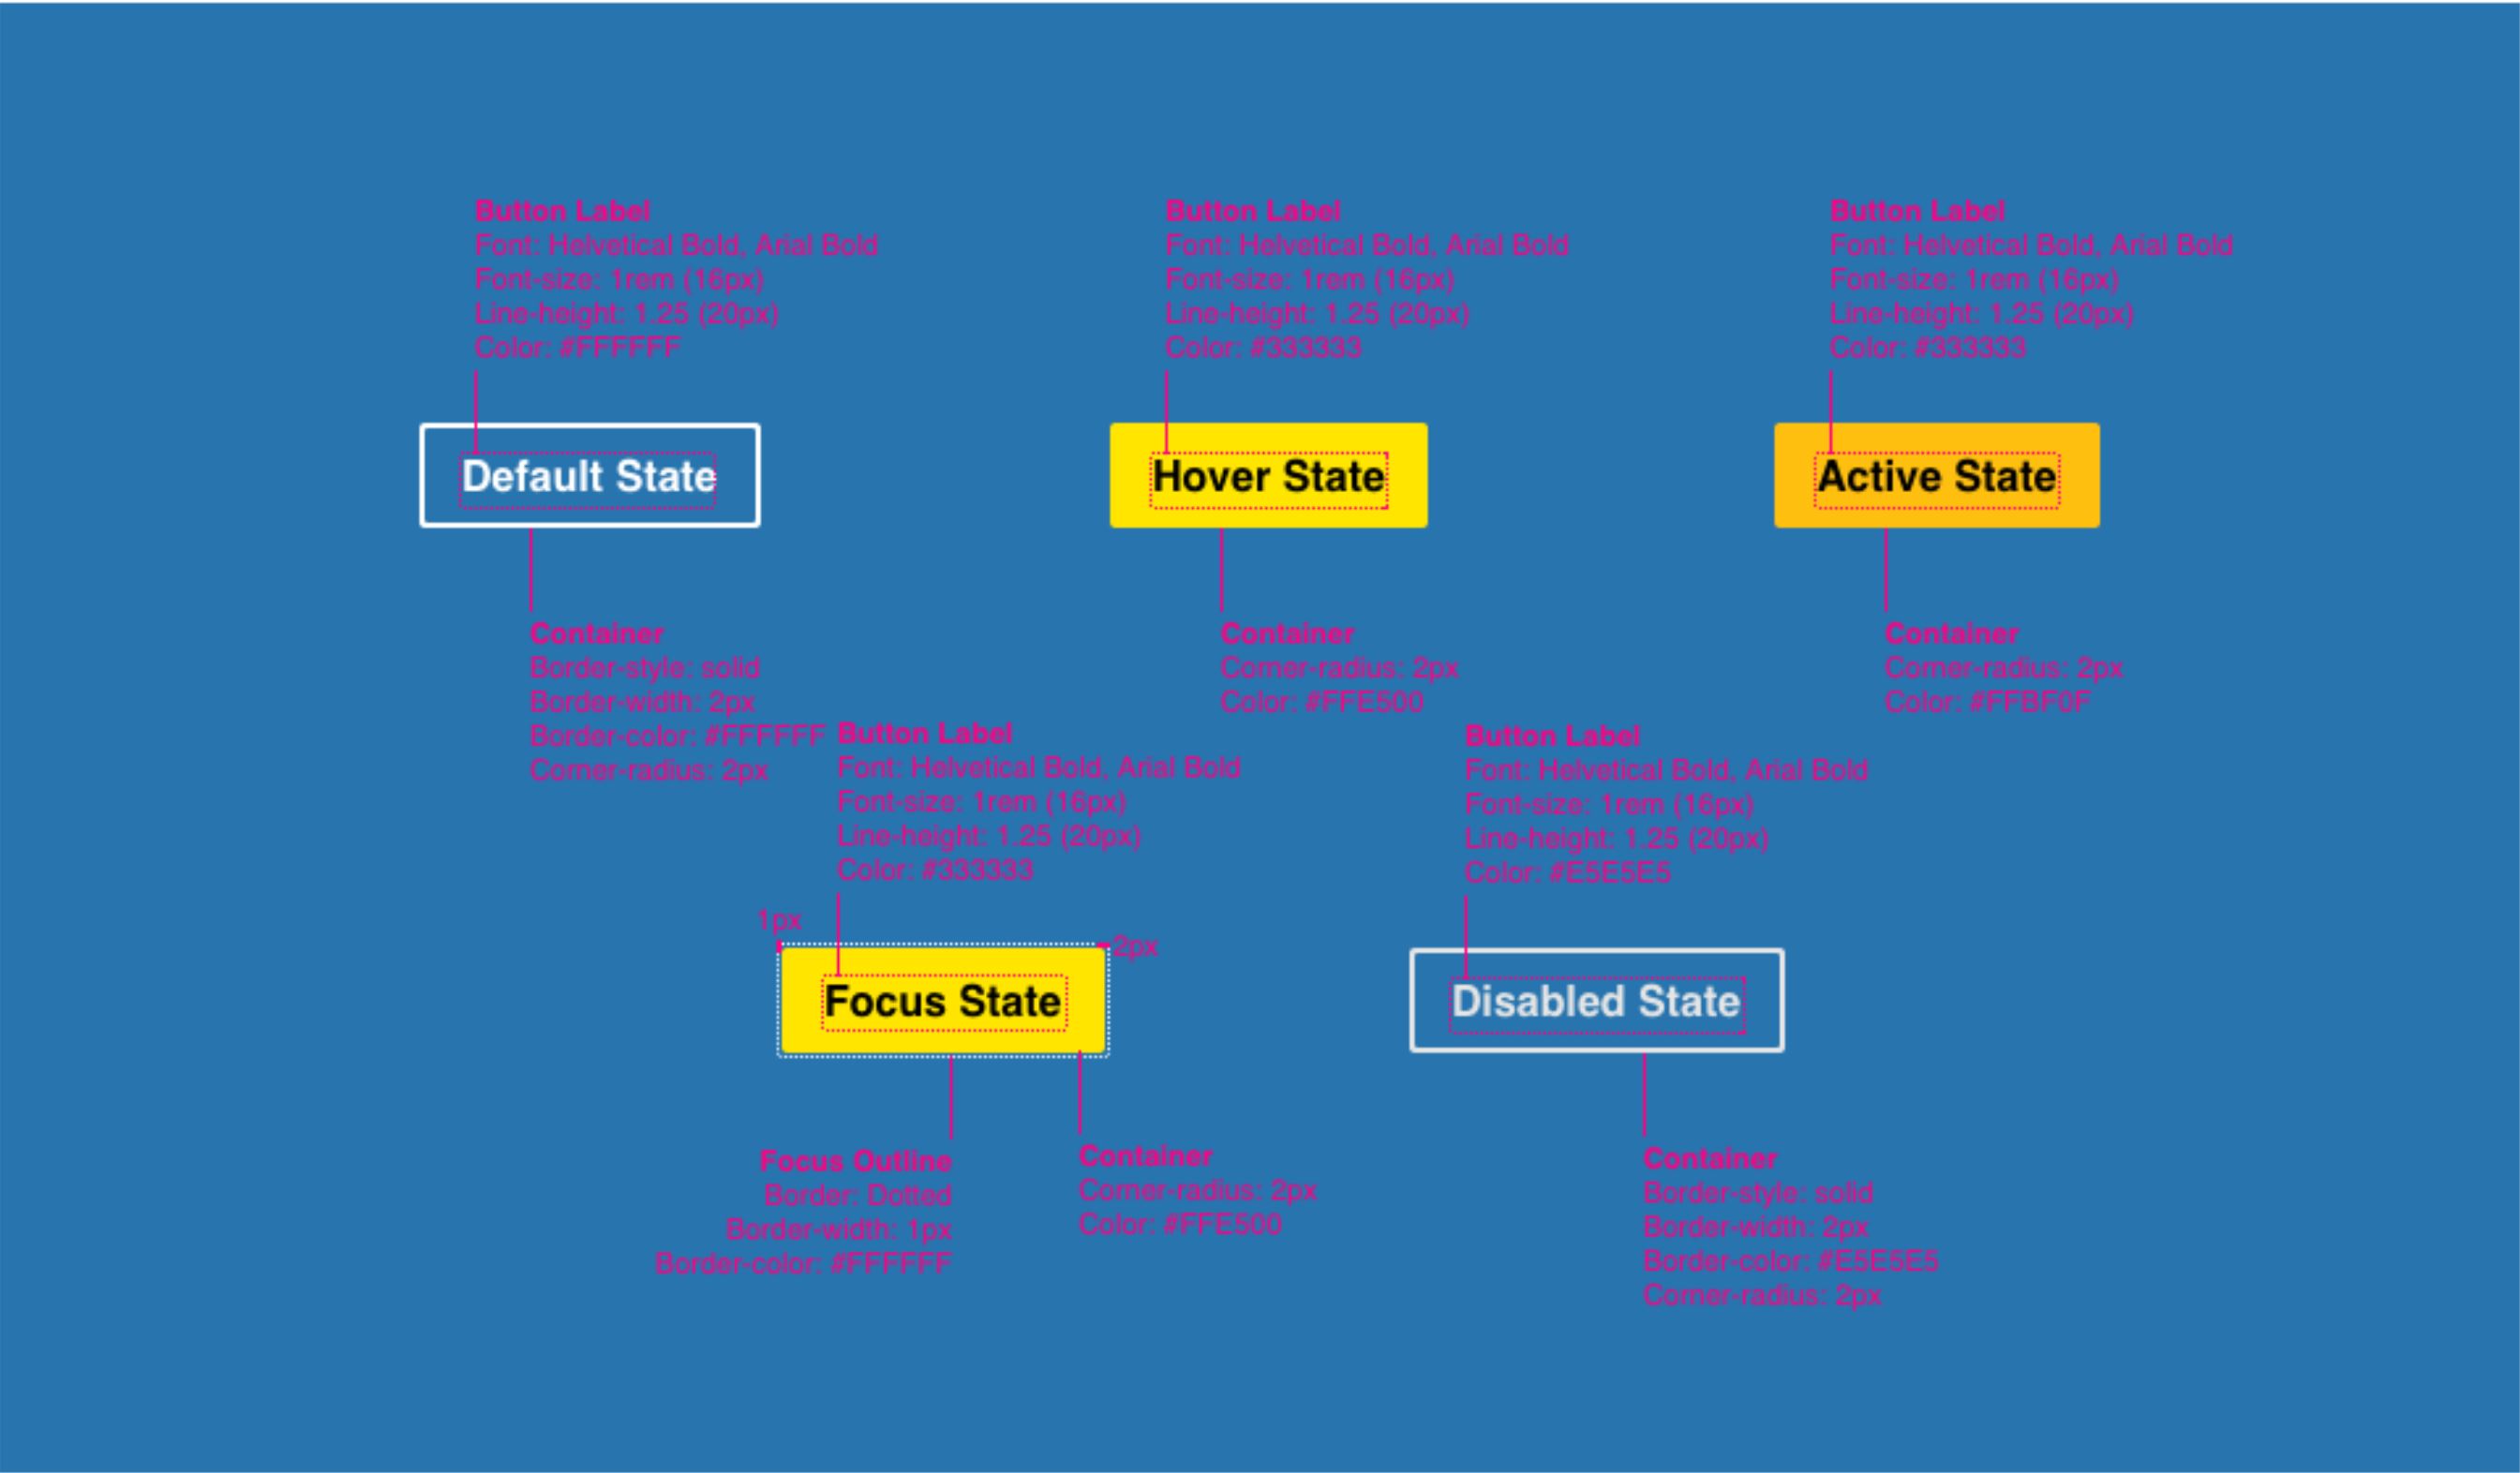 Button Label
Font: Helvetical Bold, Arial Bold
Font-size: 1rem (16px)
Line-height: 1.25 (20px)
Color: #FFFFFF
Default State
Container
Border-style: solid
Border-width: 2px
Border-color: #FFFFFF
Corner-radius: 2px
Button Label
Font: Helvetical Bold, Arial Bold
Font-size: 1rem (16px)
Line-height: 1.25 (20px)
Color: #333333
Hover State
Container
Corner-radius: 2px
Color: #FFE500
Button Label
Font: Helvetical Bold, Arial Bold
Font-size: 1rem (16px)
Line-height: 1.25 (20px)
Color: #333333
Active State
Container
Corner-radius: 2px
Color: #FFBF0F
Button Label
Font: Helvetical Bold, Arial Bold
Font-size: 1rem (16px)
Line-height: 1.25 (20px)
Color: #333333
1px
2px
Focus State
Focus Outline
Border: Dotted
Border-width: 1px
Border-color: #FFFFFF
Container
Corner-radius: 2px
Color: #FFE500
Button Label
Font: Helvetical Bold, Arial Bold
Font-size: 1rem (16px)
Line-height: 1.25 (20px)
Color: #E5E5E5
Disabled State
Container
Border-style: solid
Border-width: 2px
Border-color: #E5E5E5
Corner-radius: 2px